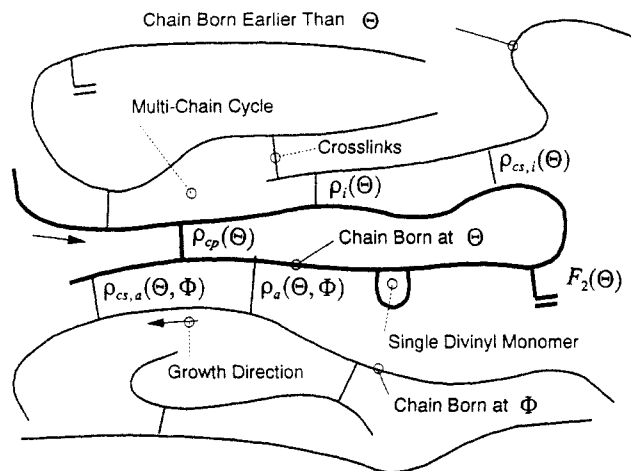 Chain Born Earlier Than Θ
Multi-Chain Cycle
Crosslinks
ρcs,i(Θ)
ρi(Θ)
ρcp(Θ)
Chain Born at Θ
ρcs,a(Θ, Φ)
ρa(Θ, Φ)
F2(Θ)
Single Divinyl Monomer
Growth Direction
Chain Born at Φ